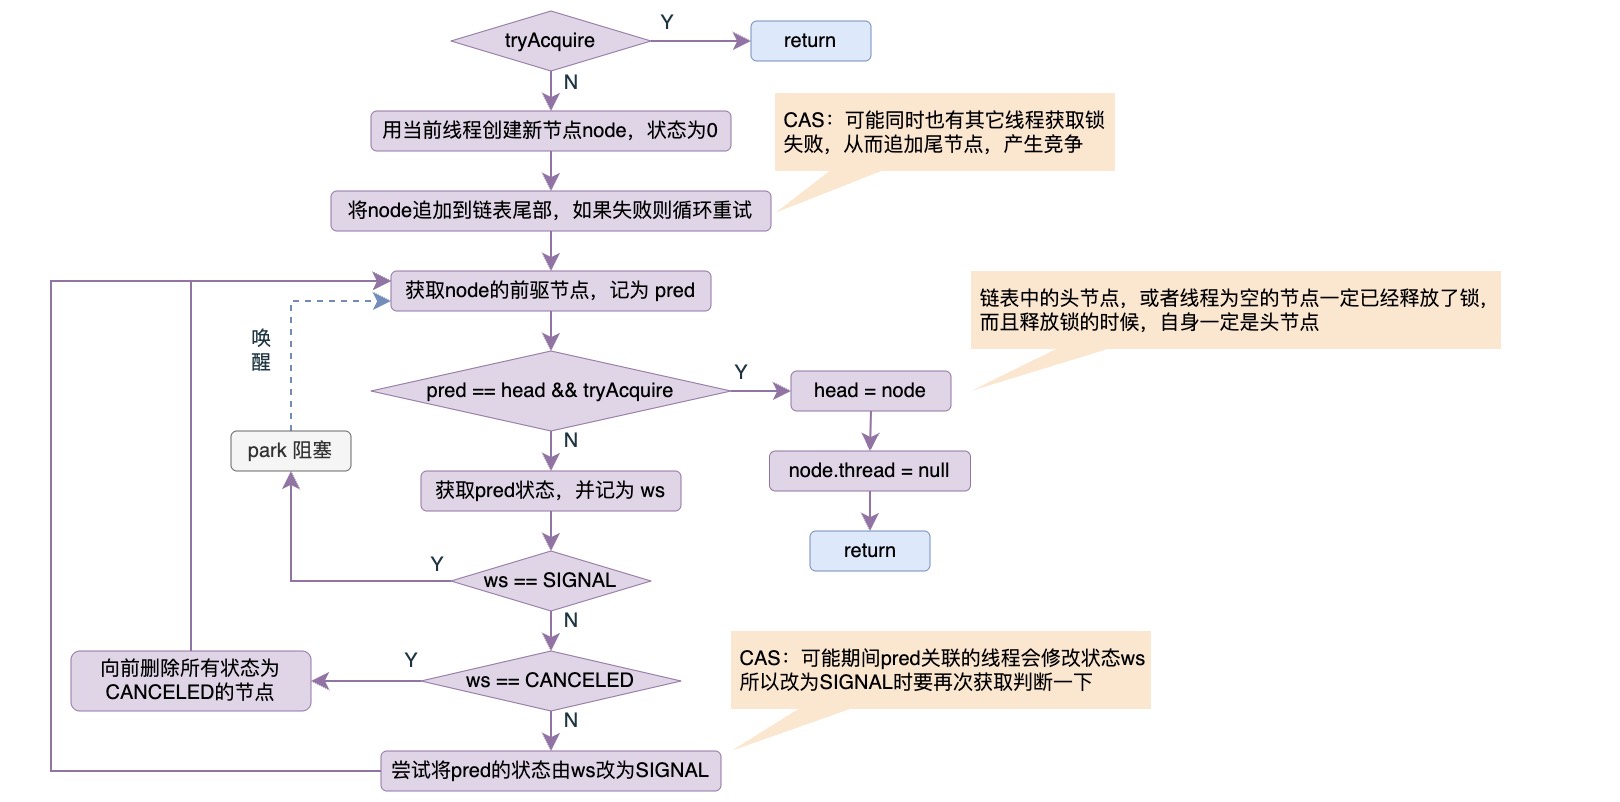 tryAcquire
Y
return
N
用当前线程创建新节点node，状态为0
CAS：可能同时也有其它线程获取锁
失败，从而追加尾节点，产生竞争
将node追加到链表尾部，如果失败则循环重试
获取node的前驱节点，记为 pred
链表中的头节点，或者线程为空的节点一定已经释放了锁，
而且释放锁的时候，自身一定是头节点
唤
醒
pred == head && tryAcquire
Y
head = node
N
park 阻塞
node.thread = null
获取pred状态，并记为 ws
return
Y
ws == SIGNAL
N
CAS：可能期间pred关联的线程会修改状态ws
所以改为SIGNAL时要再次获取判断一下
向前删除所有状态为
CANCELED的节点
Y
ws == CANCELED
N
尝试将pred的状态由ws改为SIGNAL